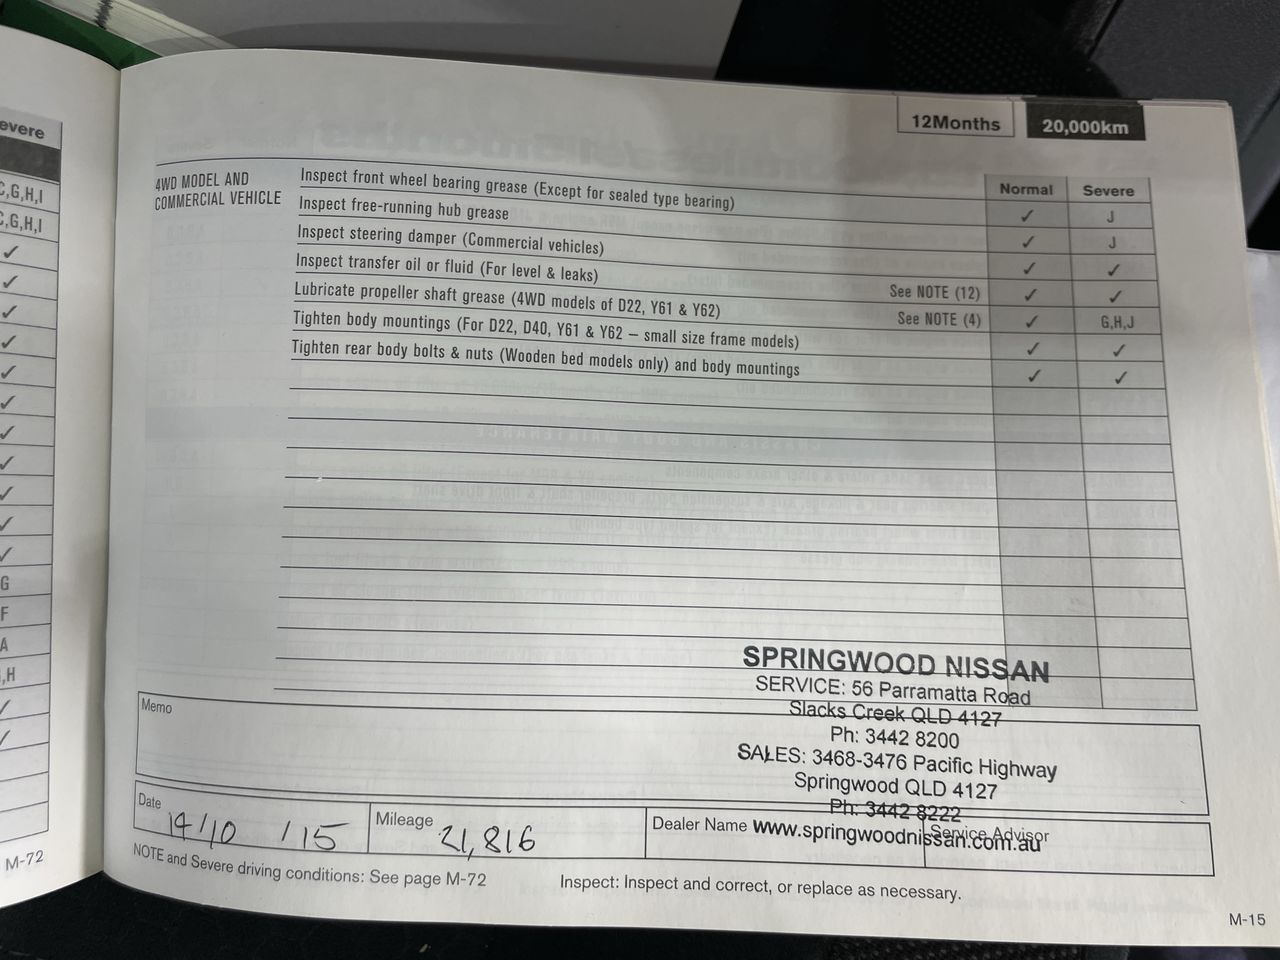 evere
C,G,H,I
C,G,H,I
✓
✓
✓
✓
✓
✓
✓
✓
✓
✓
✓
G
F
A
,H
✓
✓
M-72
12Months 20,000km
Normal Severe
4WD MODEL AND
COMMERCIAL VEHICLE
Inspect front wheel bearing grease (Except for sealed type bearing) ✓ J
Inspect free-running hub grease ✓ J
Inspect steering damper (Commercial vehicles) ✓ ✓
Inspect transfer oil or fluid (For level & leaks) See NOTE (12) ✓ ✓
Lubricate propeller shaft grease (4WD models of D22, Y61 & Y62) See NOTE (4) ✓ G,H,J
Tighten body mountings (For D22, D40, Y61 & Y62 – small size frame models) ✓ ✓
Tighten rear body bolts & nuts (Wooden bed models only) and body mountings ✓ ✓
SPRINGWOOD NISSAN
SERVICE: 56 Parramatta Road
Slacks Creek QLD 4127
Ph: 3442 8200
SALES: 3468-3476 Pacific Highway
Springwood QLD 4127
Ph: 3442 8222
www.springwoodnissan.com.au
Memo
Date 14/10/15
Mileage 21,816
Dealer Name
Service Advisor
NOTE and Severe driving conditions: See page M-72
Inspect: Inspect and correct, or replace as necessary.
M-15